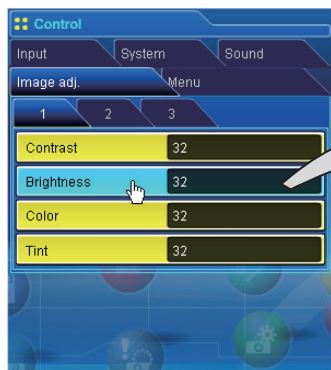 Control
Input System Sound
Image adj. Menu
1 2 3
Contrast 32
Brightness 32
Color 32
Tint 32